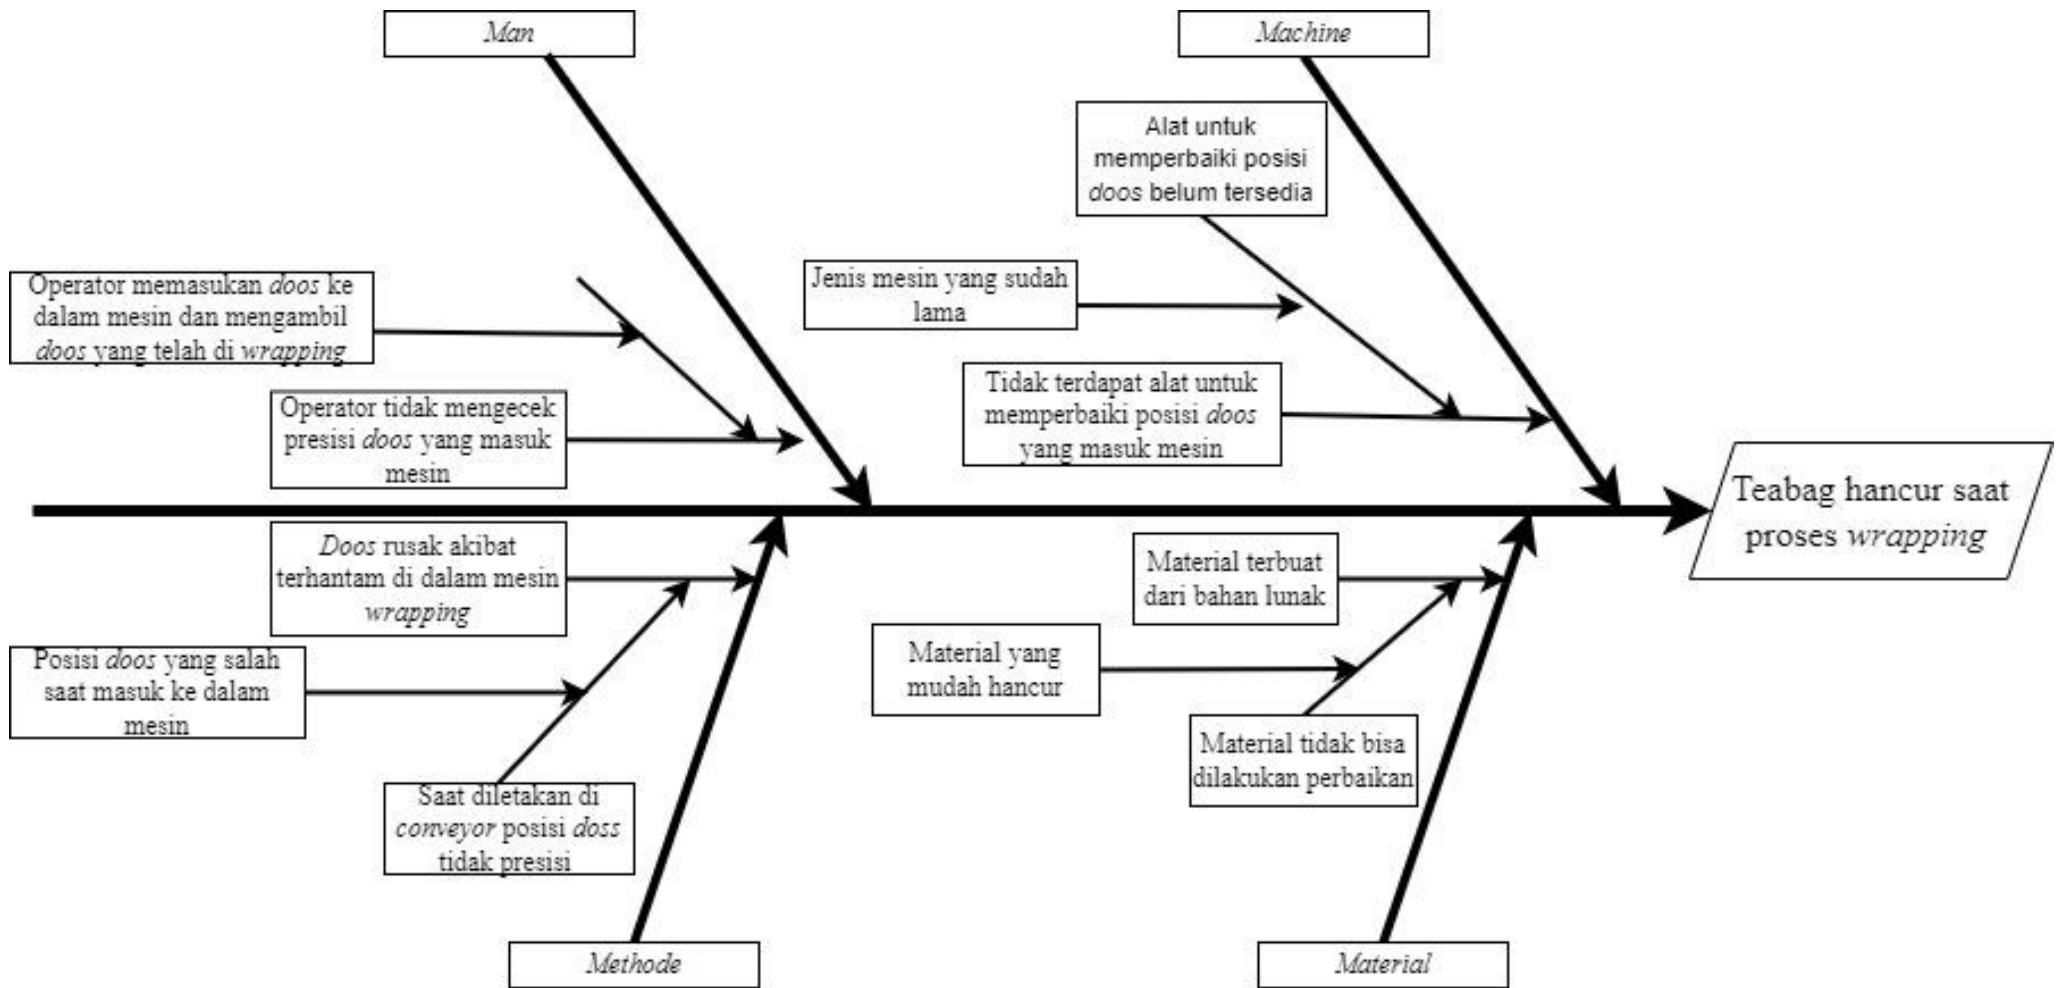 Man
Machine
Alat untuk
memperbaiki posisi
doos belum tersedia
Operator memasukan doos ke
dalam mesin dan mengambil
doos yang telah di wrapping
Jenis mesin yang sudah
lama
Operator tidak mengecek
presisi doos yang masuk
mesin
Tidak terdapat alat untuk
memperbaiki posisi doos
yang masuk mesin
Teabag hancur saat
proses wrapping
Doos rusak akibat
terhantam di dalam mesin
wrapping
Material terbuat
dari bahan lunak
Posisi doos yang salah
saat masuk ke dalam
mesin
Material yang
mudah hancur
Saat diletakan di
conveyor posisi doss
tidak presisi
Material tidak bisa
dilakukan perbaikan
Methode
Material